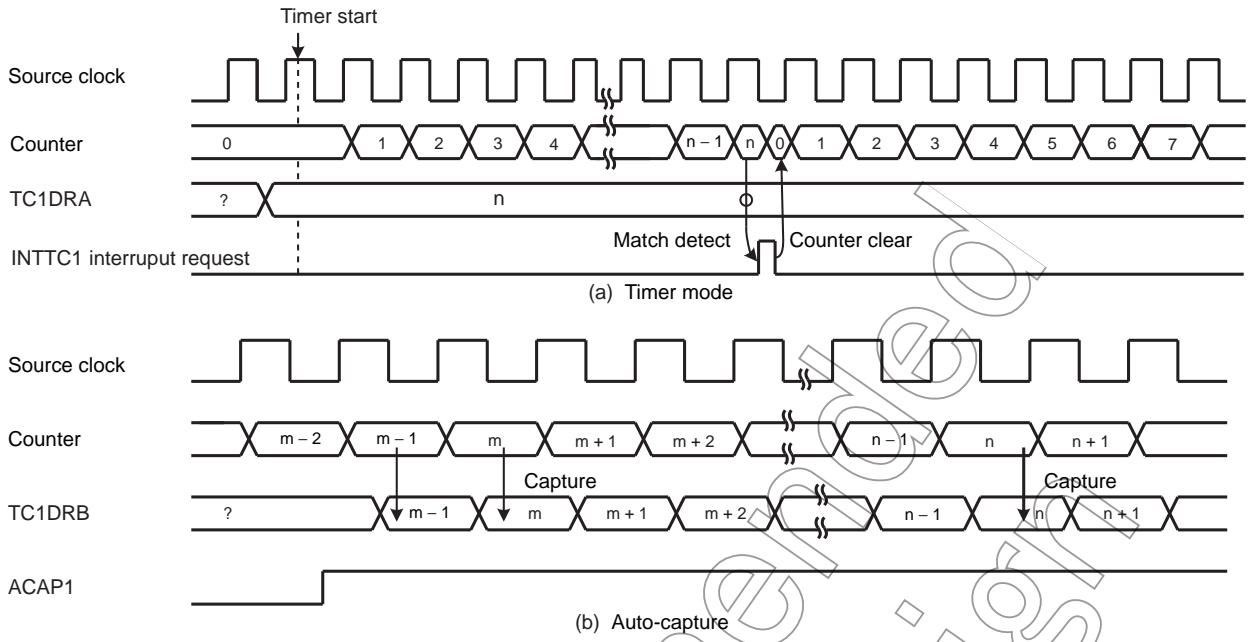 Timer start
Source clock
Counter 0 1 2 3 4 n – 1 n 0 1 2 3 4 5 6 7
TC1DRA ? n
Match detect Counter clear
INTTC1 interruput request
(a) Timer mode
Source clock
Counter m – 2 m – 1 m m + 1 m + 2 n – 1 n n + 1
Capture Capture
TC1DRB ? m – 1 m m + 1 m + 2 n – 1 n n + 1
ACAP1
(b) Auto-capture